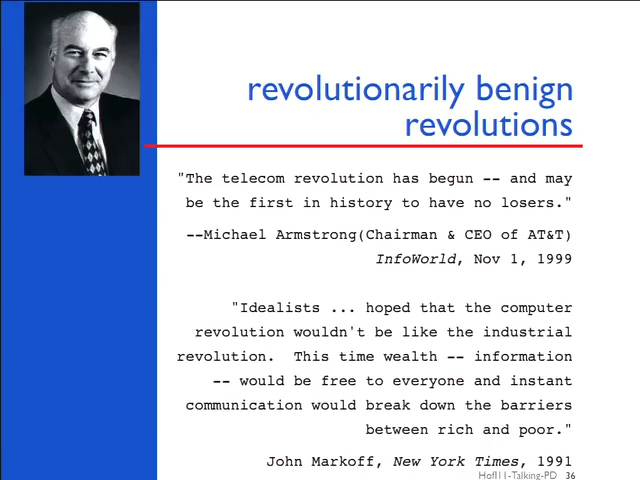 revolutionarily benign
revolutions
"The telecom revolution has begun -- and may
be the first in history to have no losers."
--Michael Armstrong(Chairman & CEO of AT&T)
InfoWorld, Nov 1, 1999
"Idealists ... hoped that the computer
revolution wouldn't be like the industrial
revolution.  This time wealth -- information
-- would be free to everyone and instant
communication would break down the barriers
between rich and poor."
John Markoff, New York Times, 1991
Hofl11-Talking-PD 36